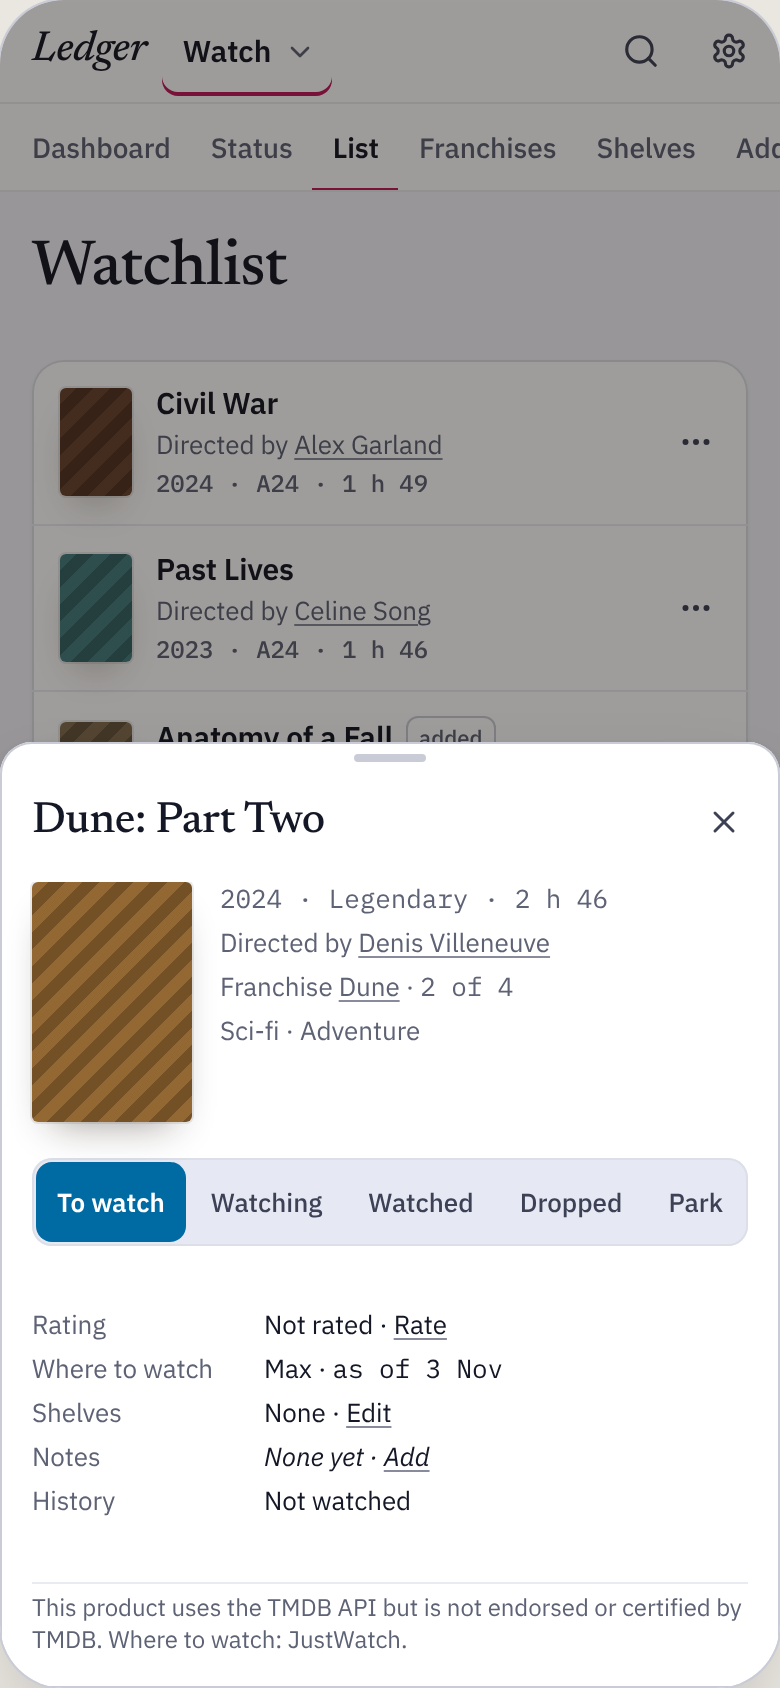 Ledger Watch
Dashboard Status List Franchises Shelves
Watchlist
Civil War
Directed by Alex Garland
2024 · A24 · 1 h 49
Past Lives
Directed by Celine Song
2023 · A24 · 1 h 46
Anatomy of a Fall added
Dune: Part Two
2024 · Legendary · 2 h 46
Directed by Denis Villeneuve
Franchise Dune · 2 of 4
Sci-fi · Adventure
To watch Watching Watched Dropped Park
Rating Not rated · Rate
Where to watch Max · as of 3 Nov
Shelves None · Edit
Notes None yet · Add
History Not watched
This product uses the TMDB API but is not endorsed or certified by
TMDB. Where to watch: JustWatch.